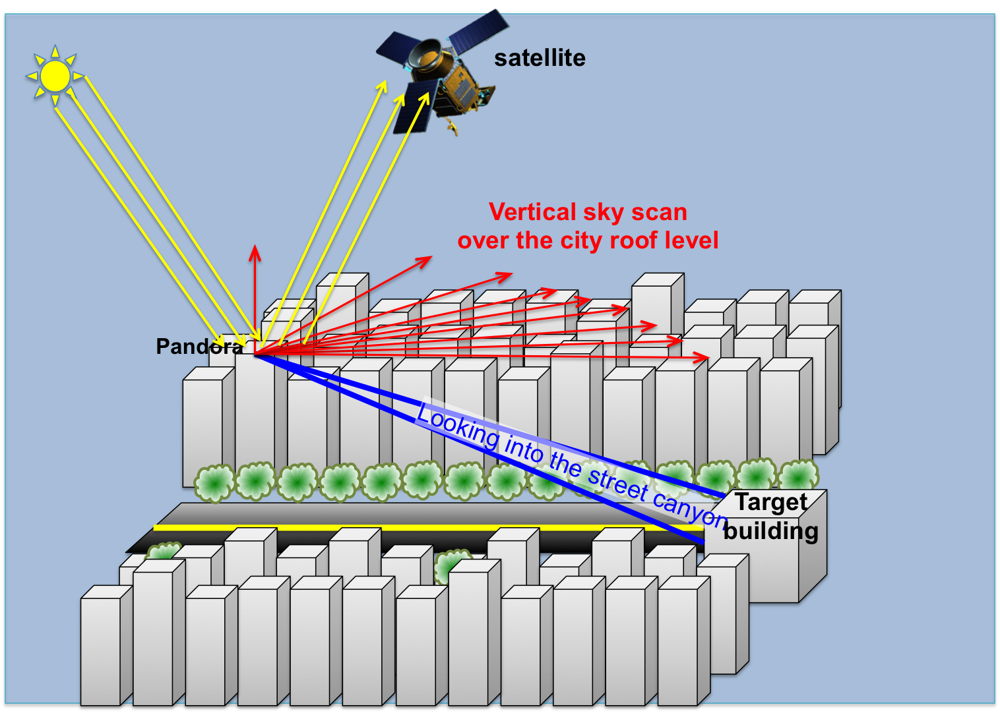 satellite
Vertical sky scan
over the city roof level
Pandora
Looking into the street canyon
Target
building